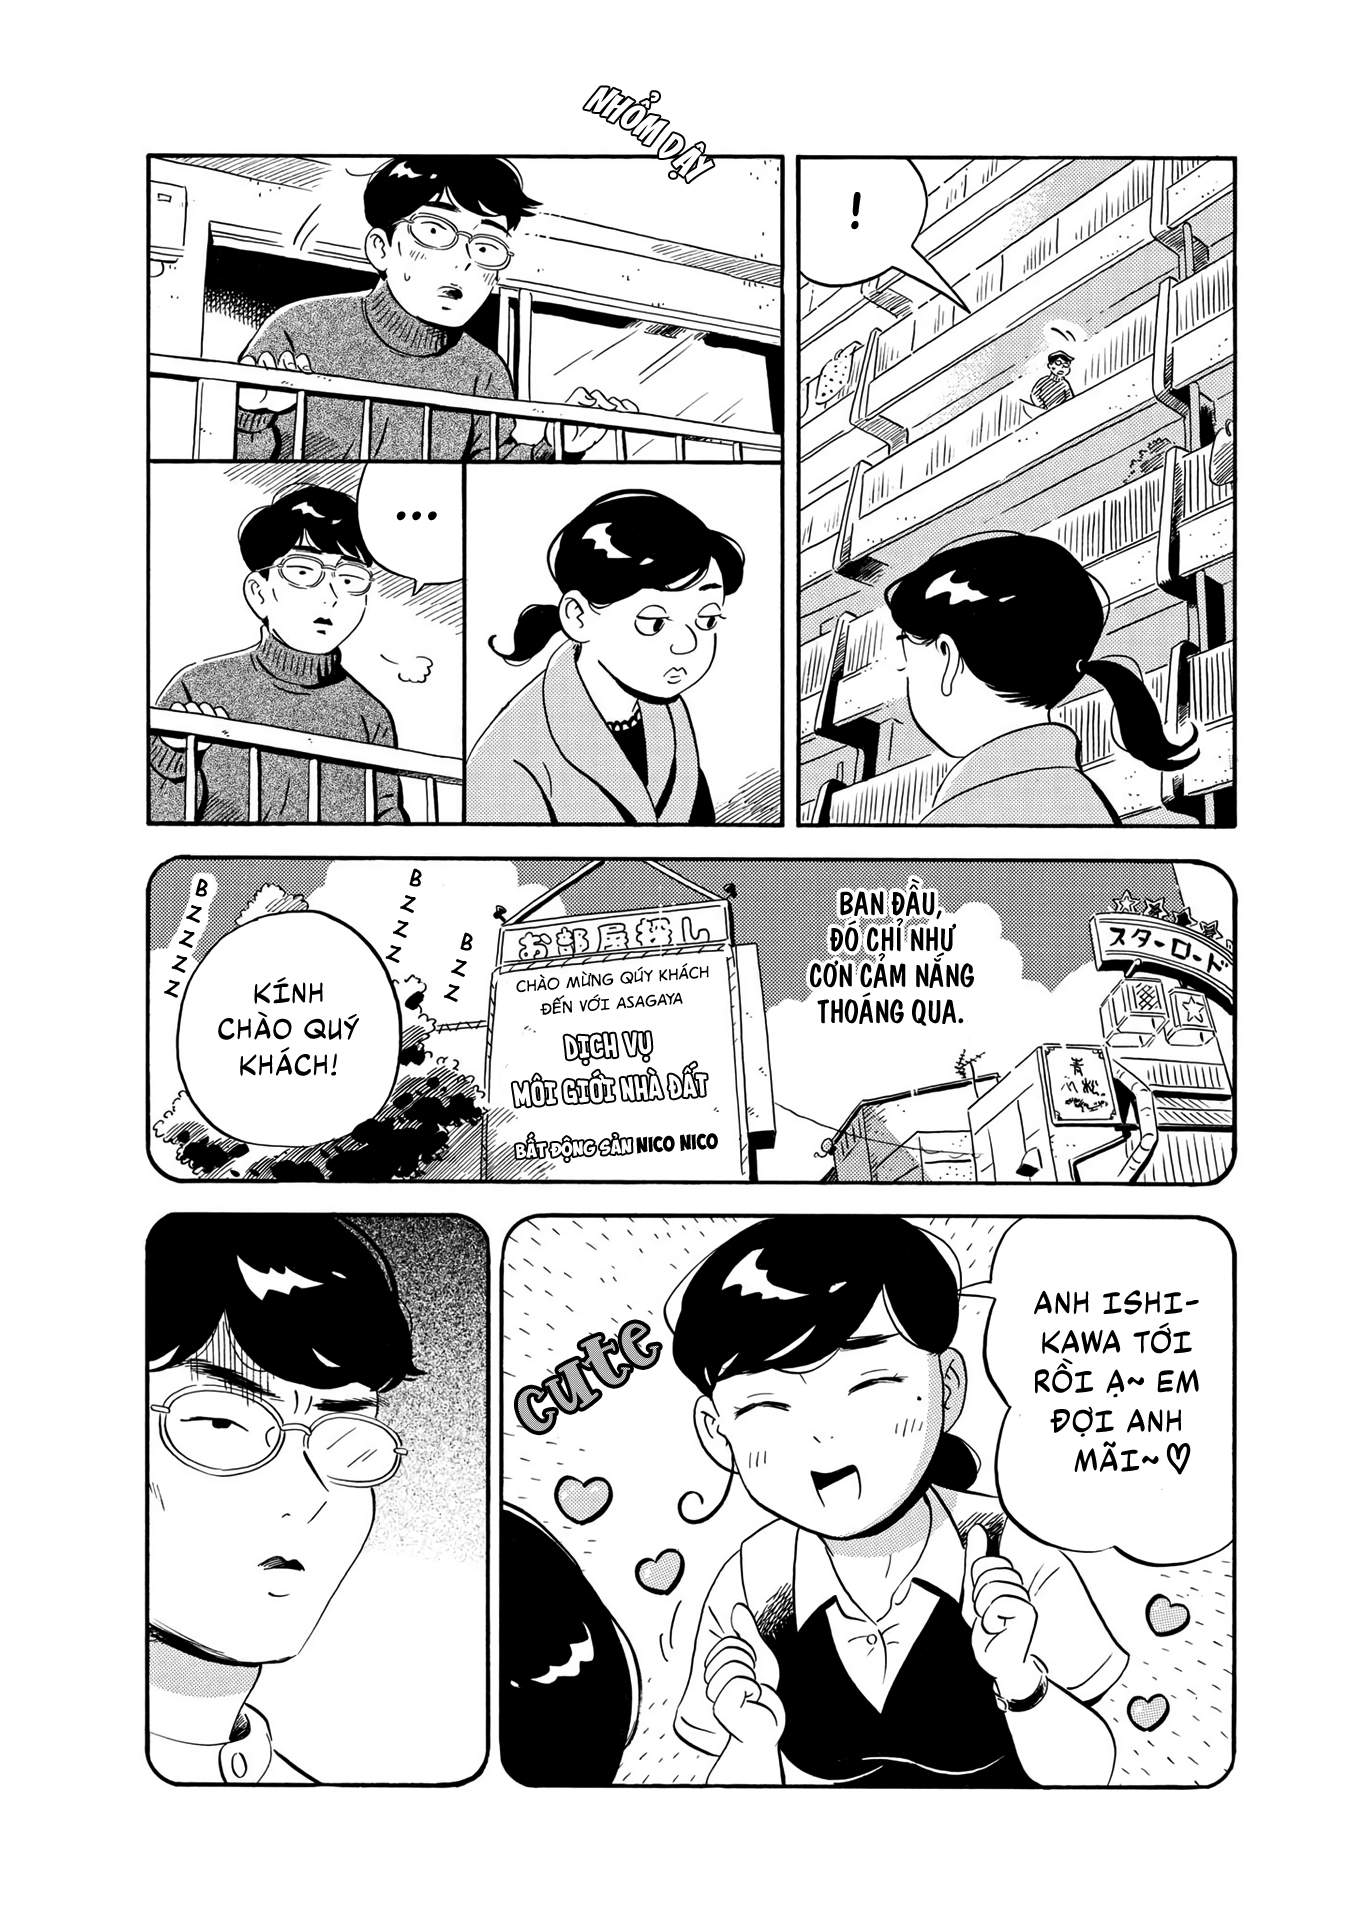 !
NHỔM DẬY
...
BAN ĐẦU,
ĐÓ CHỈ NHƯ
CƠN CẢM NẮNG
THOÁNG QUA.
スターロード
お部屋探し
CHÀO MỪNG QUÝ KHÁCH
ĐẾN VỚI ASAGAYA
DỊCH VỤ
MÔI GIỚI NHÀ ĐẤT
BẤT ĐỘNG SẢN NICO NICO
BZZZ
BZZZZ
BZZZZZ
KÍNH
CHÀO QUÝ
KHÁCH!
ANH ISHI-
KAWA TỚI
RỒI Ạ~ EM
ĐỢI ANH
MÃI~♡
CUTE